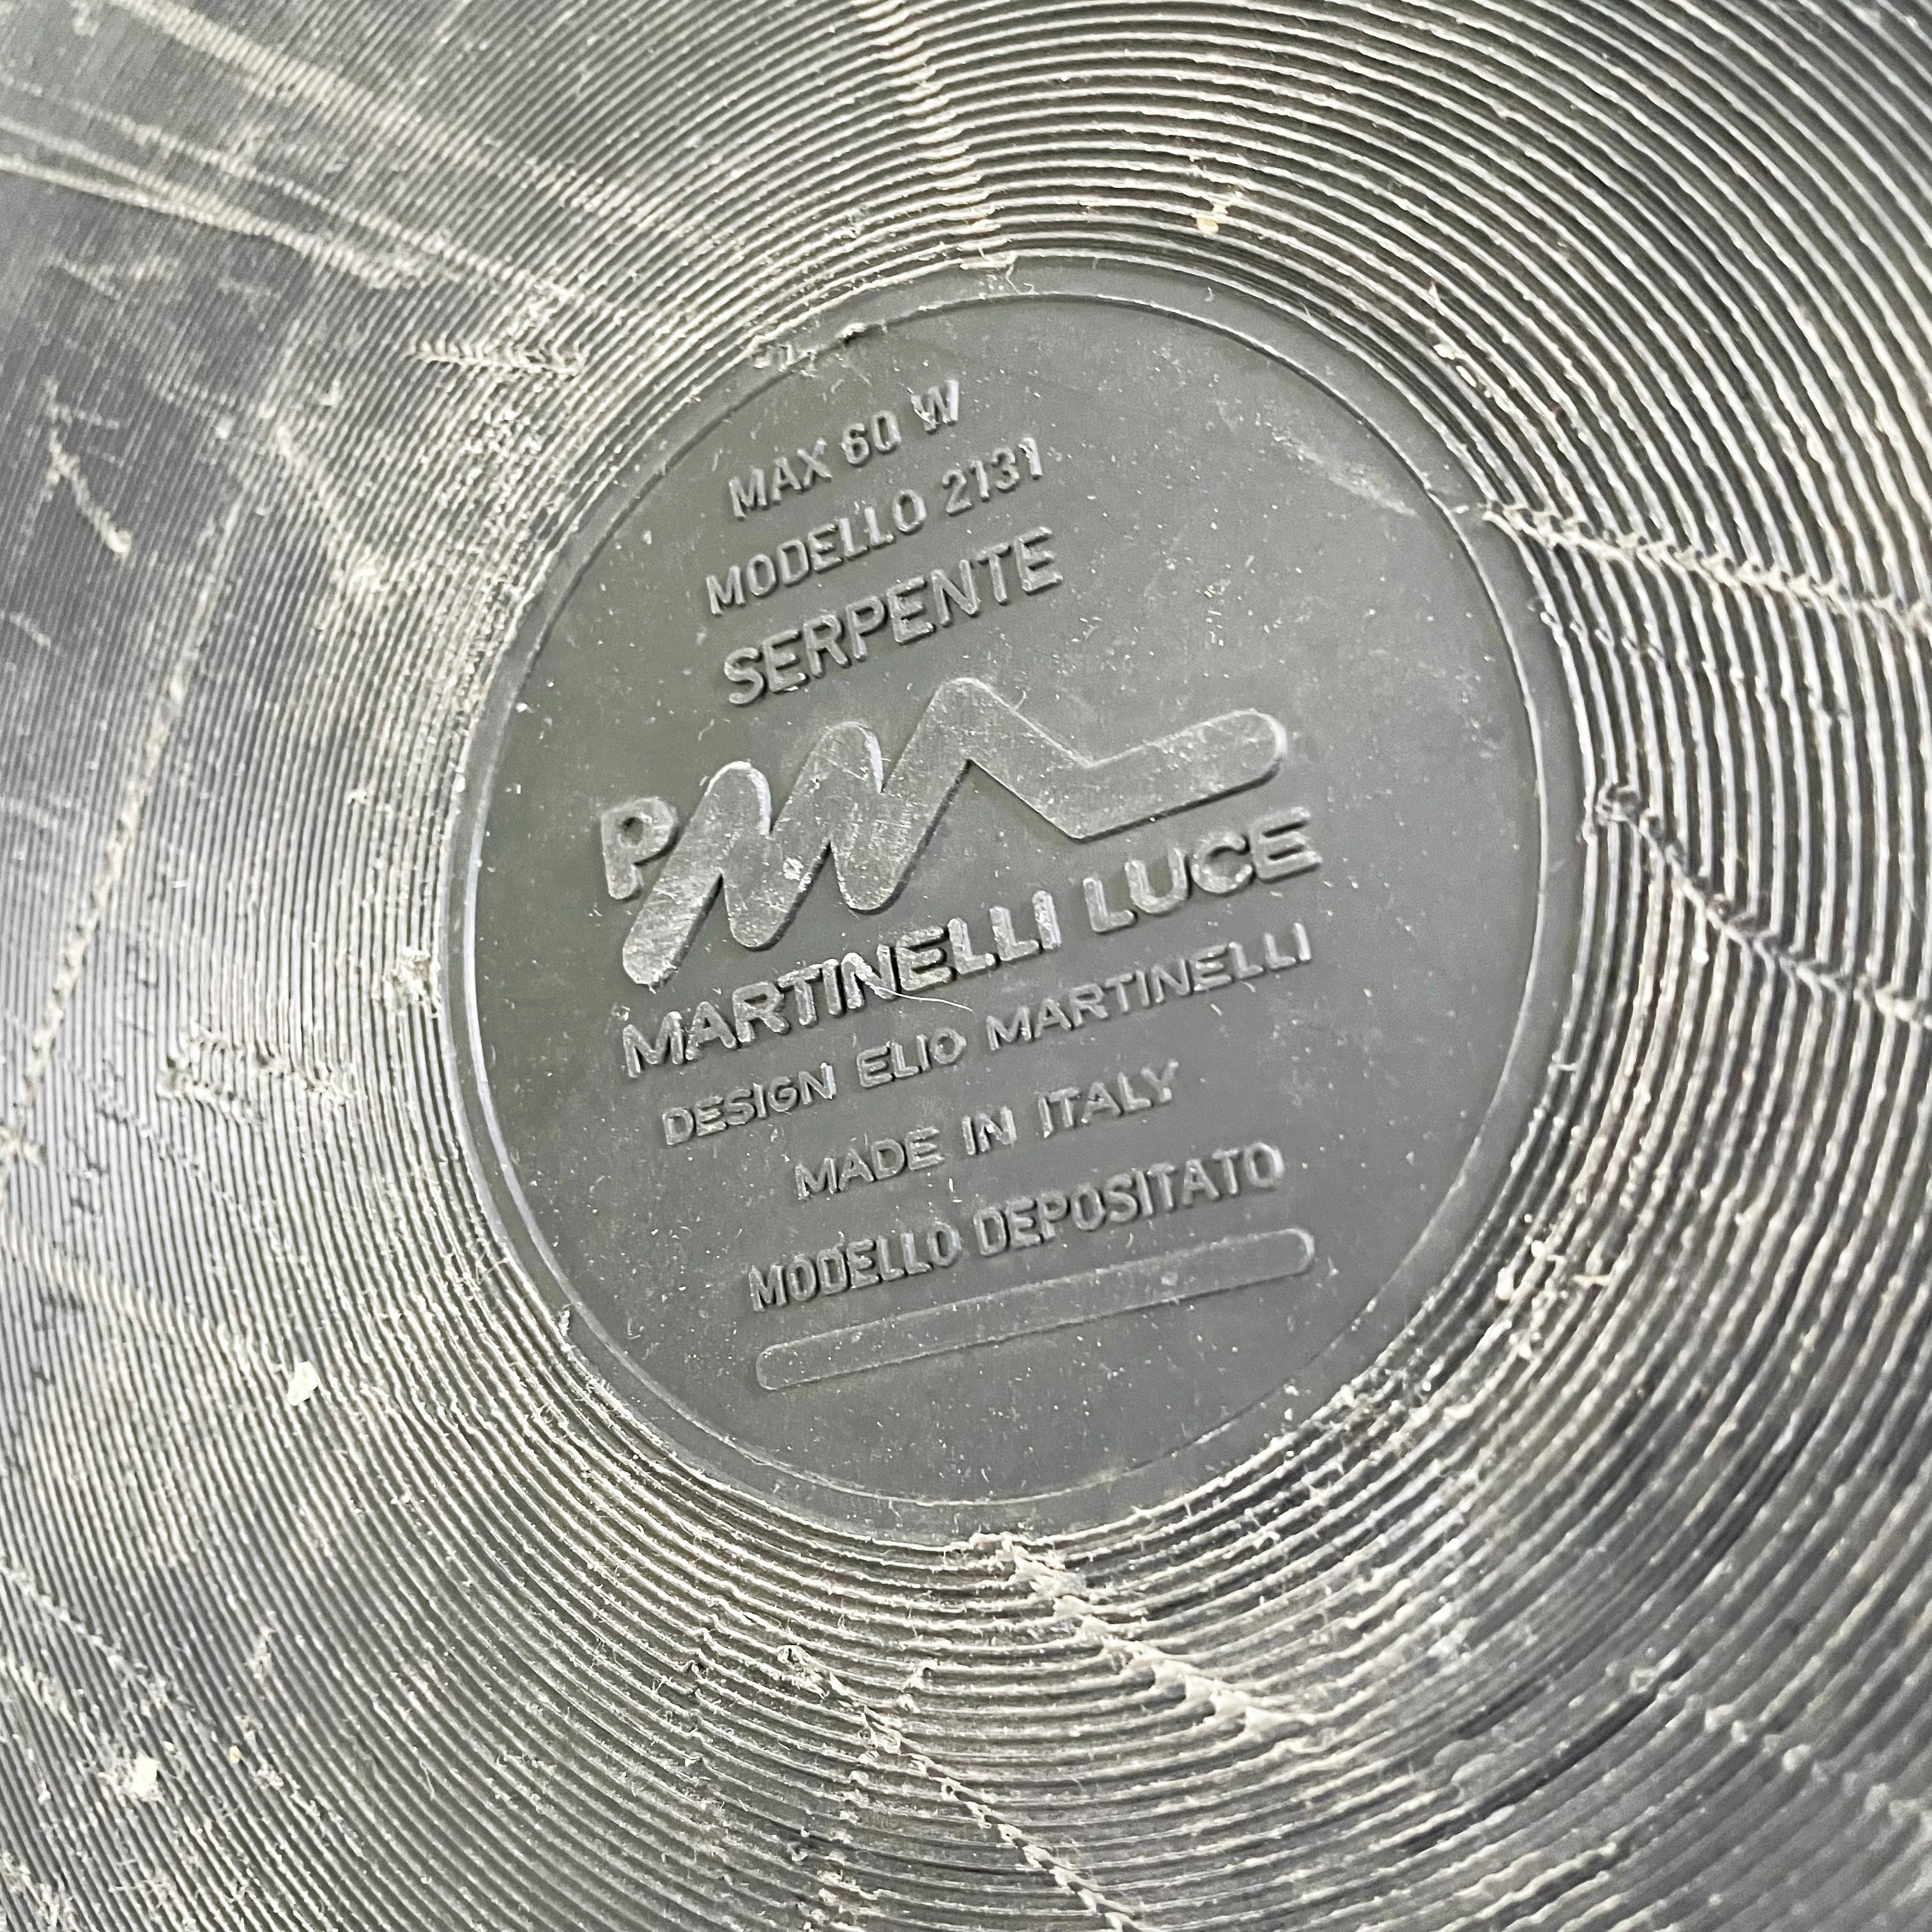 MAX 60 W
MODELLO 2131
SERPENTE
P
MARTINELLI LUCE
DESIGN ELIO MARTINELLI
MADE IN ITALY
MODELLO DEPOSITATO